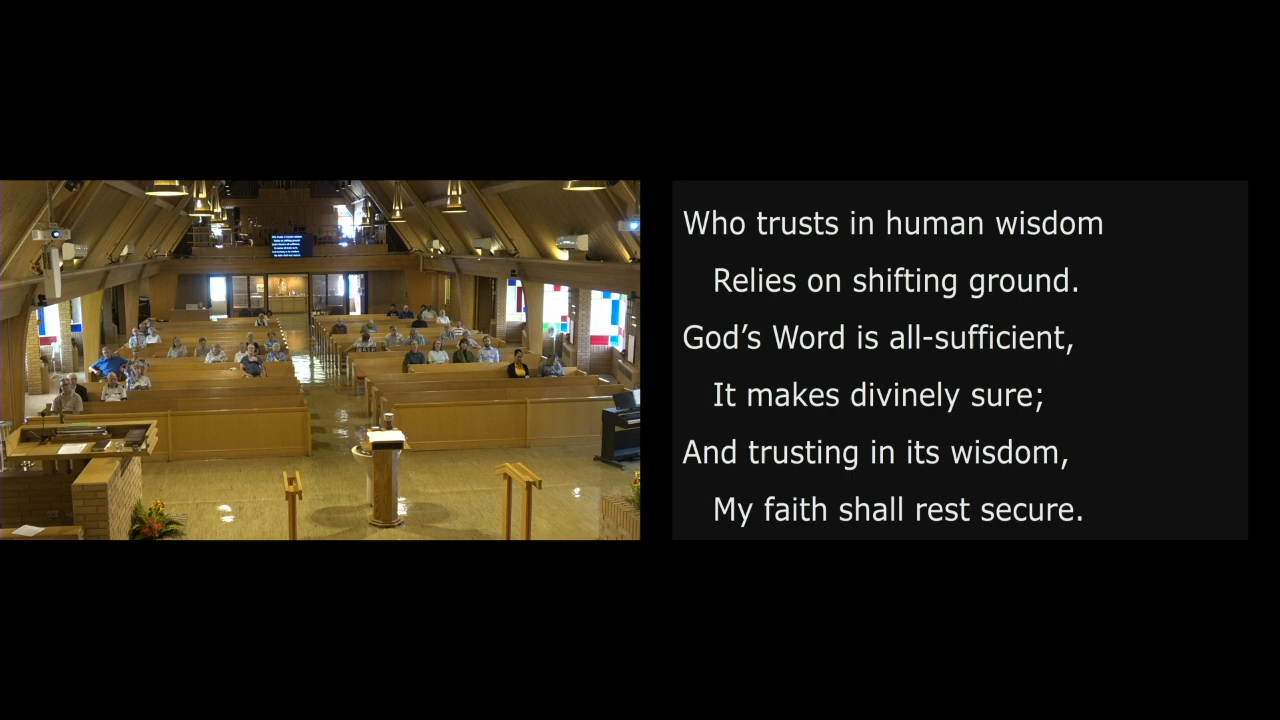 Who trusts in human wisdom
Relies on shifting ground.
God’s Word is all-sufficient,
It makes divinely sure;
And trusting in its wisdom,
My faith shall rest secure.